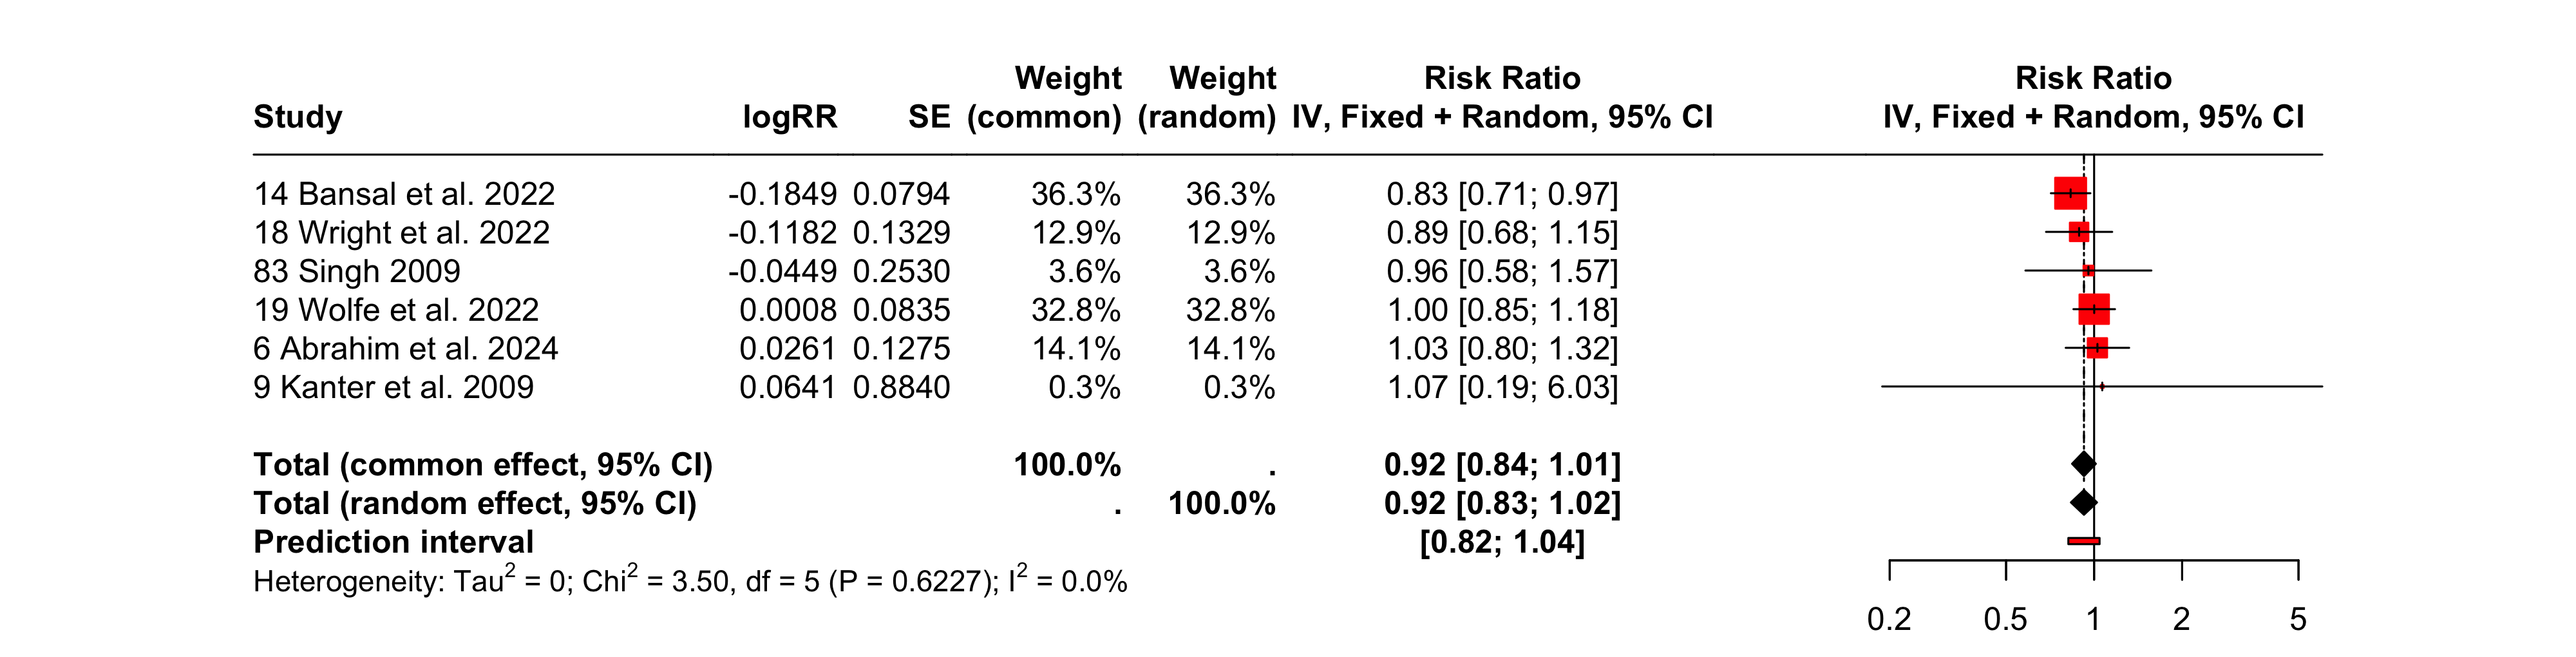 Weight Weight Risk Ratio Risk Ratio
Study logRR SE (common) (random) IV, Fixed + Random, 95% CI IV, Fixed + Random, 95% CI
14 Bansal et al. 2022 -0.1849 0.0794 36.3% 36.3% 0.83 [0.71; 0.97]
18 Wright et al. 2022 -0.1182 0.1329 12.9% 12.9% 0.89 [0.68; 1.15]
83 Singh 2009 -0.0449 0.2530 3.6% 3.6% 0.96 [0.58; 1.57]
19 Wolfe et al. 2022 0.0008 0.0835 32.8% 32.8% 1.00 [0.85; 1.18]
6 Abrahim et al. 2024 0.0261 0.1275 14.1% 14.1% 1.03 [0.80; 1.32]
9 Kanter et al. 2009 0.0641 0.8840 0.3% 0.3% 1.07 [0.19; 6.03]
Total (common effect, 95% CI) 100.0% . 0.92 [0.84; 1.01]
Total (random effect, 95% CI) . 100.0% 0.92 [0.83; 1.02]
Prediction interval [0.82; 1.04]
Heterogeneity: Tau² = 0; Chi² = 3.50, df = 5 (P = 0.6227); I² = 0.0%
0.2 0.5 1 2 5